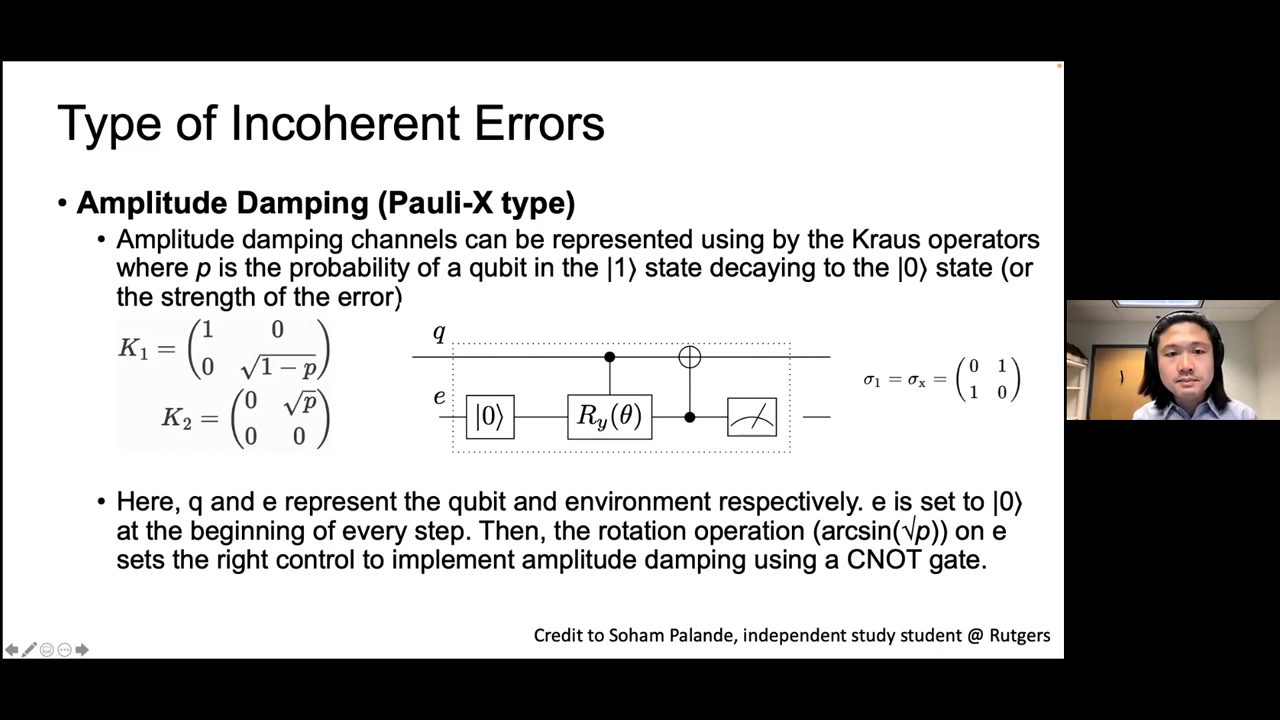 Type of Incoherent Errors
• Amplitude Damping (Pauli-X type)
• Amplitude damping channels can be represented using by the Kraus operators
where p is the probability of a qubit in the |1⟩ state decaying to the |0⟩ state (or
the strength of the error)
K₁ = (1 0
0 √(1 − p))
K₂ = (0 √p
0 0)
q
e
|0⟩
R_y(θ)
σ₁ = σₓ = (0 1
1 0)
• Here, q and e represent the qubit and environment respectively. e is set to |0⟩
at the beginning of every step. Then, the rotation operation (arcsin(√p)) on e
sets the right control to implement amplitude damping using a CNOT gate.
Credit to Soham Palande, independent study student @ Rutgers